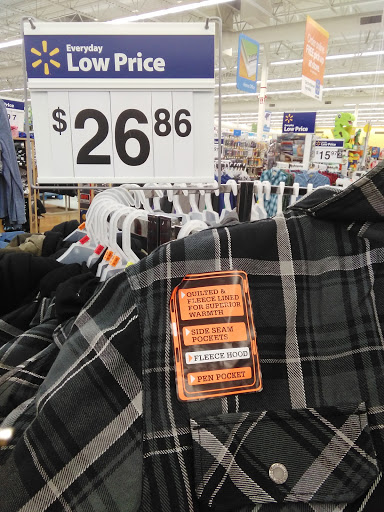 Everyday
Low Price
$26 86
QUILTED &
FLEECE LINED
FOR SUPERIOR
WARMTH
SIDE SEAM
POCKETS
FLEECE HOOD
PEN POCKET
Low Price